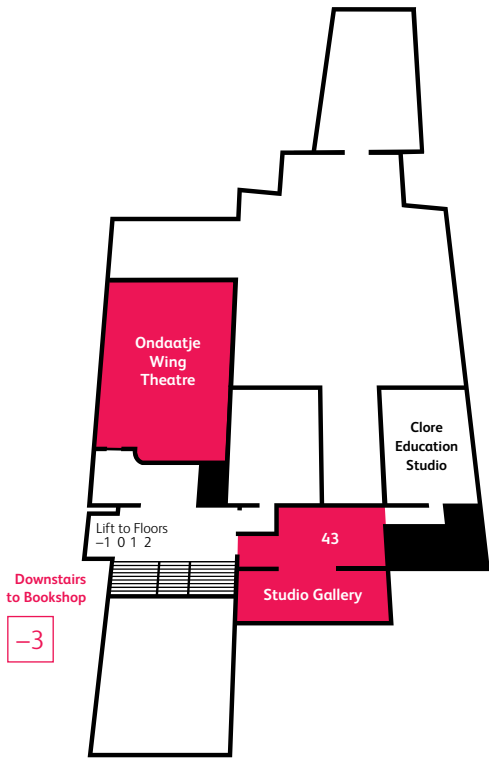 Ondaatje
Wing
Theatre
Clore
Education
Studio
Lift to Floors
–1 0 1 2
43
Downstairs
to Bookshop
Studio Gallery
–3